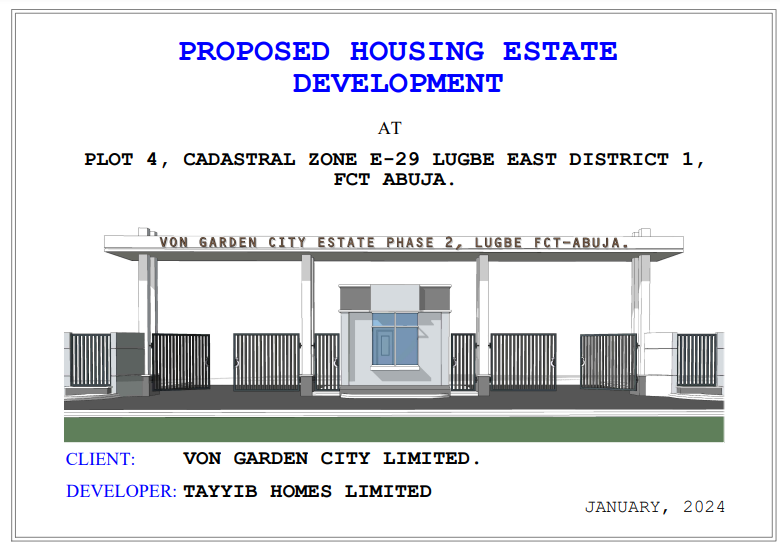 PROPOSED HOUSING ESTATE
DEVELOPMENT
AT
PLOT 4, CADASTRAL ZONE E-29 LUGBE EAST DISTRICT 1,
FCT ABUJA.
VON GARDEN CITY ESTATE PHASE 2, LUGBE FCT-ABUJA.
CLIENT: VON GARDEN CITY LIMITED.
DEVELOPER: TAYYIB HOMES LIMITED
JANUARY, 2024